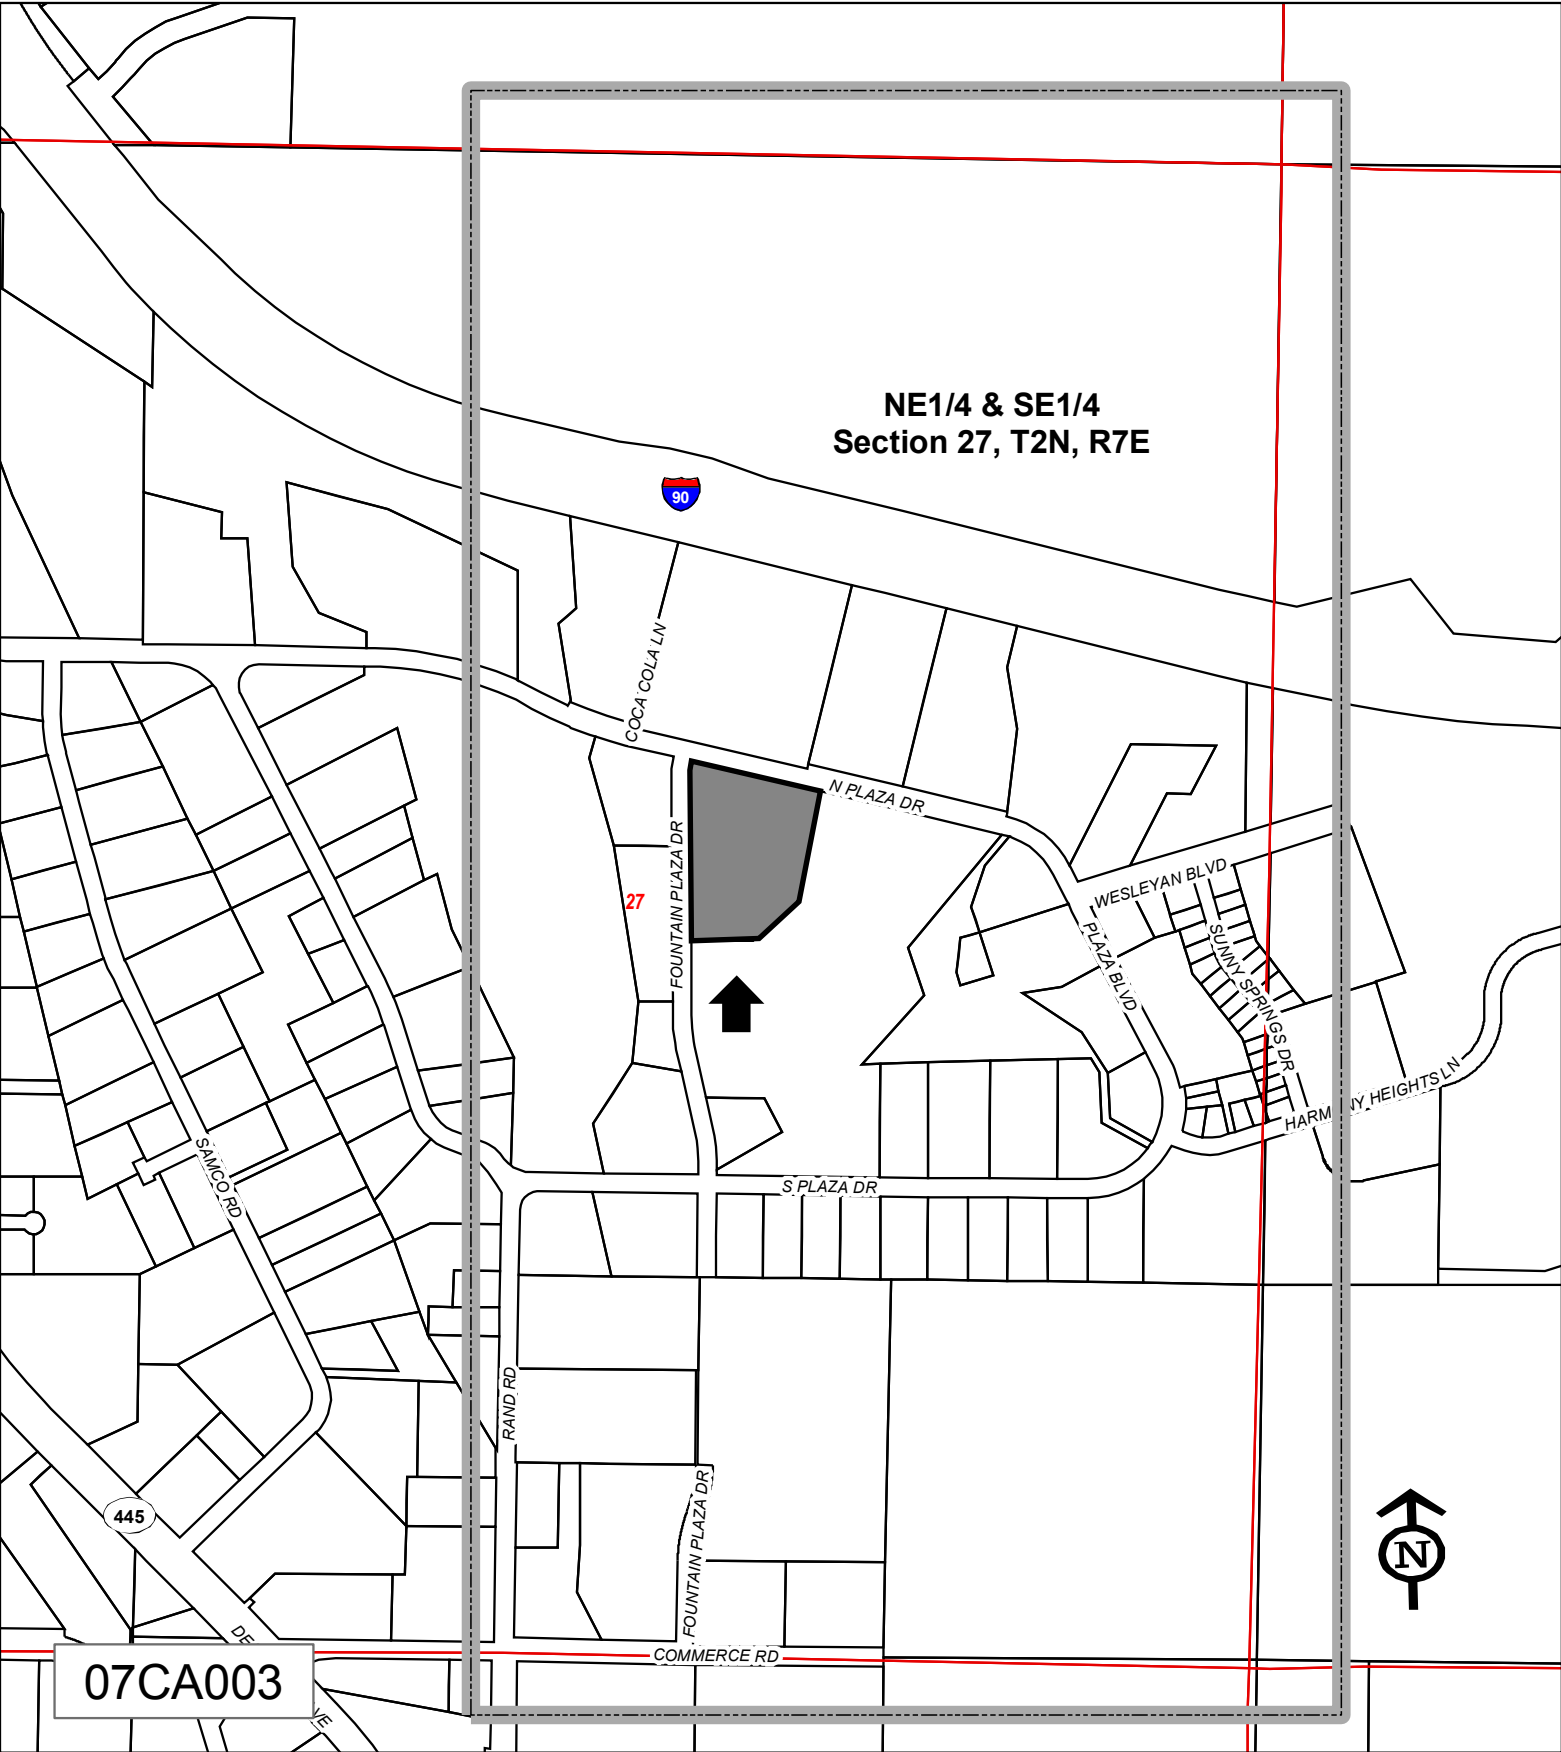 NE1/4 & SE1/4
Section 27, T2N, R7E
90
COCA COLA LN
N PLAZA DR
FOUNTAIN PLAZA DR
27
WESLEYAN BLVD
PLAZA BLVD
SUNNY SPRINGS DR
HARMONY HEIGHTS LN
SAMCO RD
S PLAZA DR
RAND RD
FOUNTAIN PLAZA DR
445
N
DE
COMMERCE RD
07CA003
VE